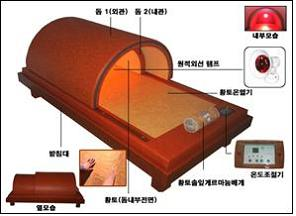 돔 1(외관)
돔 2(내관)
내부모습
원적외선 램프
황토온열기
받침대
온도조절기
황토솔잎게르마늄베개
황토(돔내부전면)
옆모습